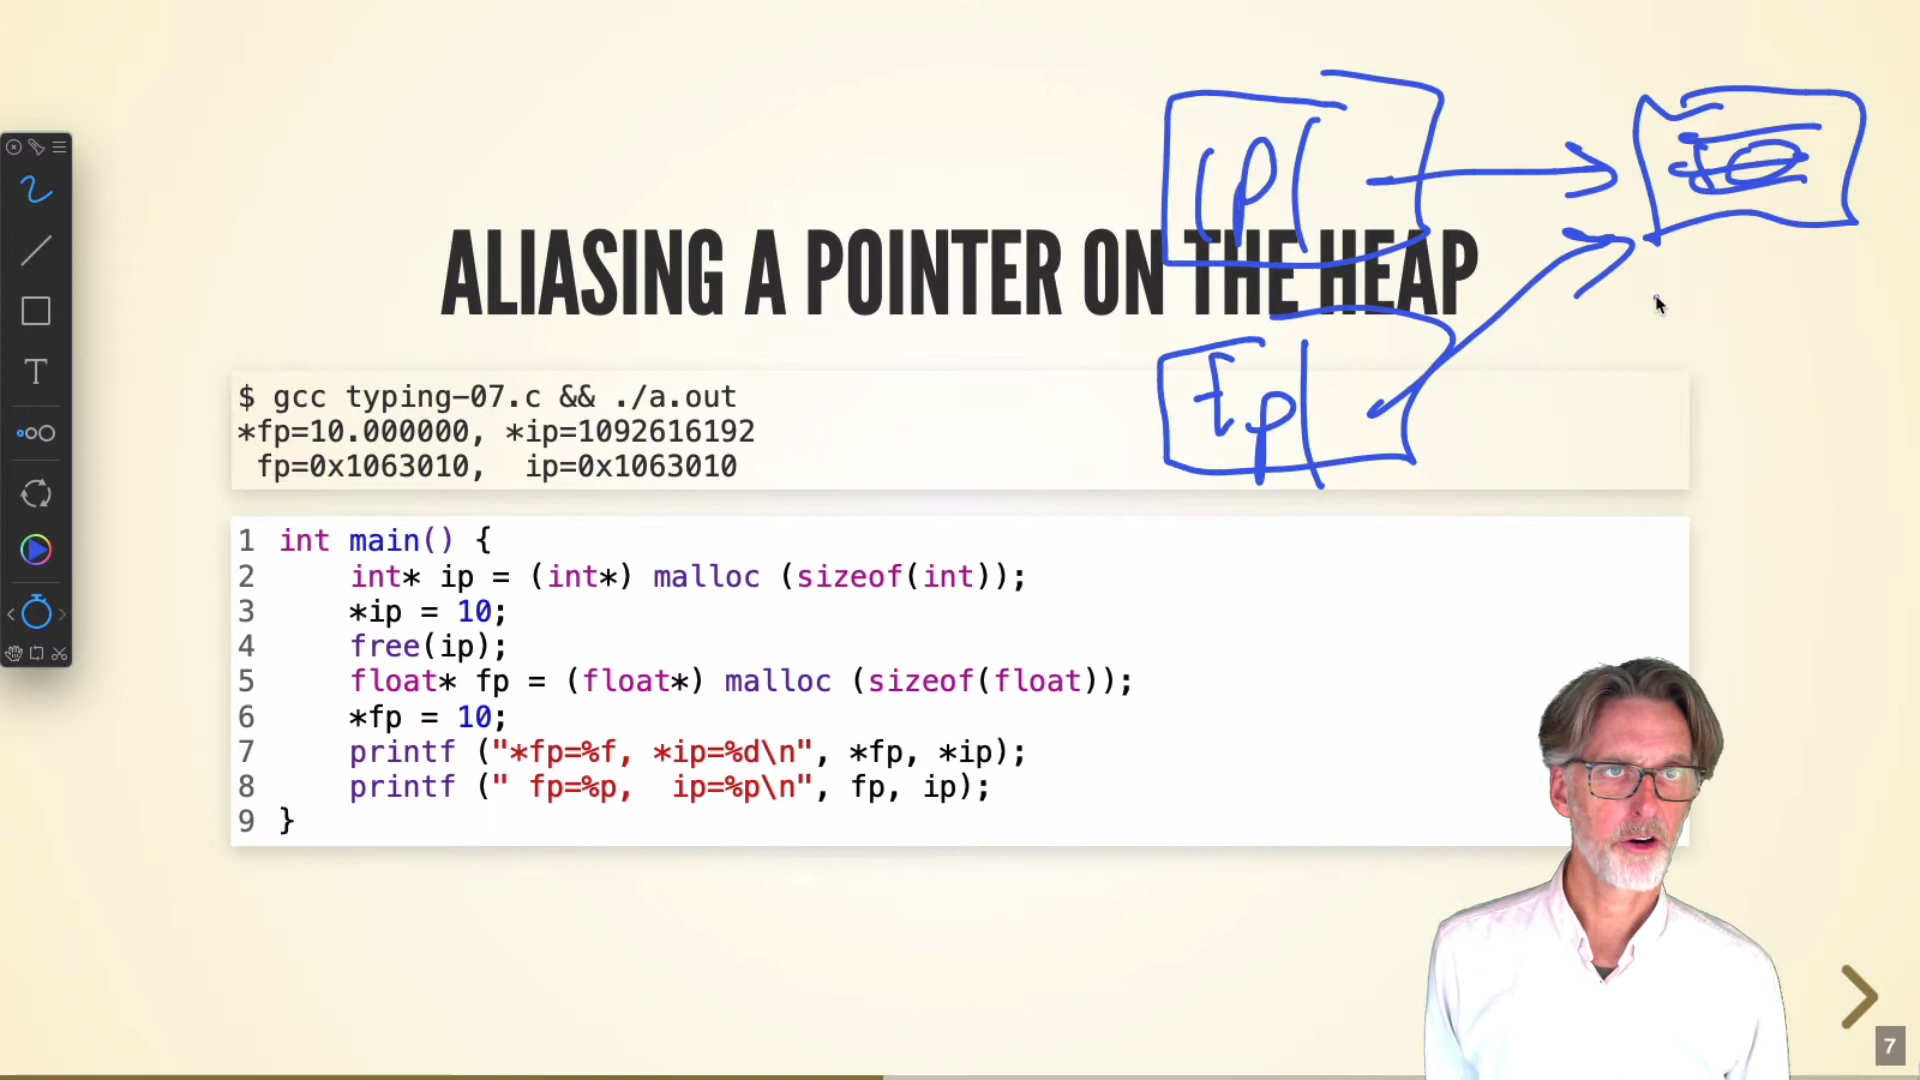 ip
10
ALIASING A POINTER ON THE HEAP
fp
$ gcc typing-07.c && ./a.out
*fp=10.000000, *ip=1092616192
 fp=0x1063010,  ip=0x1063010
1 int main() {
2     int* ip = (int*) malloc (sizeof(int));
3     *ip = 10;
4     free(ip);
5     float* fp = (float*) malloc (sizeof(float));
6     *fp = 10;
7     printf ("*fp=%f, *ip=%d\n", *fp, *ip);
8     printf (" fp=%p,  ip=%p\n", fp, ip);
9 }
T
7